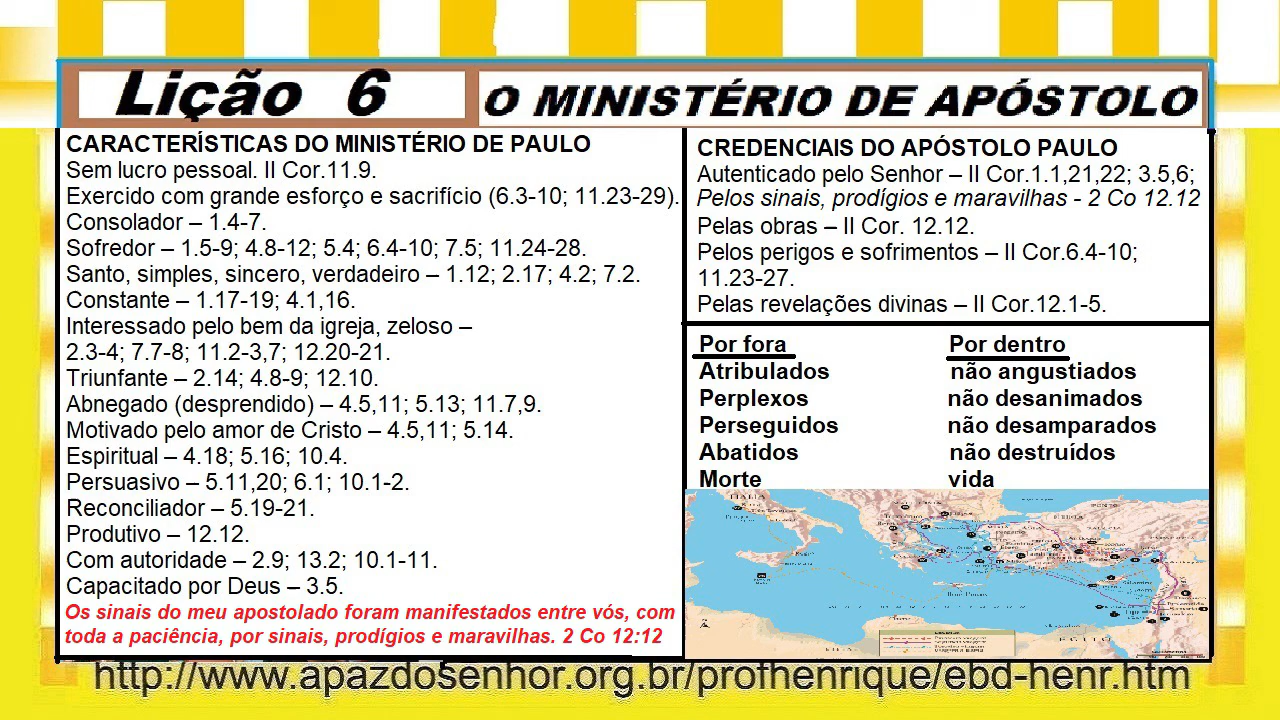 Lição 6
O MINISTÉRIO DE APÓSTOLO
CARACTERÍSTICAS DO MINISTÉRIO DE PAULO
Sem lucro pessoal. II Cor.11.9.
Exercido com grande esforço e sacrifício (6.3-10; 11.23-29).
Consolador – 1.4-7.
Sofredor – 1.5-9; 4.8-12; 5.4; 6.4-10; 7.5; 11.24-28.
Santo, simples, sincero, verdadeiro – 1.12; 2.17; 4.2; 7.2.
Constante – 1.17-19; 4.1,16.
Interessado pelo bem da igreja, zeloso –
2.3-4; 7.7-8; 11.2-3,7; 12.20-21.
Triunfante – 2.14; 4.8-9; 12.10.
Abnegado (desprendido) – 4.5,11; 5.13; 11.7,9.
Motivado pelo amor de Cristo – 4.5,11; 5.14.
Espiritual – 4.18; 5.16; 10.4.
Persuasivo – 5.11,20; 6.1; 10.1-2.
Reconciliador – 5.19-21.
Produtivo – 12.12.
Com autoridade – 2.9; 13.2; 10.1-11.
Capacitado por Deus – 3.5.
Os sinais do meu apostolado foram manifestados entre vós, com
toda a paciência, por sinais, prodígios e maravilhas. 2 Co 12:12
CREDENCIAIS DO APÓSTOLO PAULO
Autenticado pelo Senhor – II Cor.1.1,21,22; 3.5,6;
Pelos sinais, prodígios e maravilhas - 2 Co 12.12
Pelas obras – II Cor. 12.12.
Pelos perigos e sofrimentos – II Cor.6.4-10;
11.23-27.
Pelas revelações divinas – II Cor.12.1-5.
Por fora Por dentro
Atribulados não angustiados
Perplexos não desanimados
Perseguidos não desamparados
Abatidos não destruídos
Morte vida
ITALIA
PONTO
EGITO
http://www.apazdosenhor.org.br/profhenrique/ebd-henr.htm